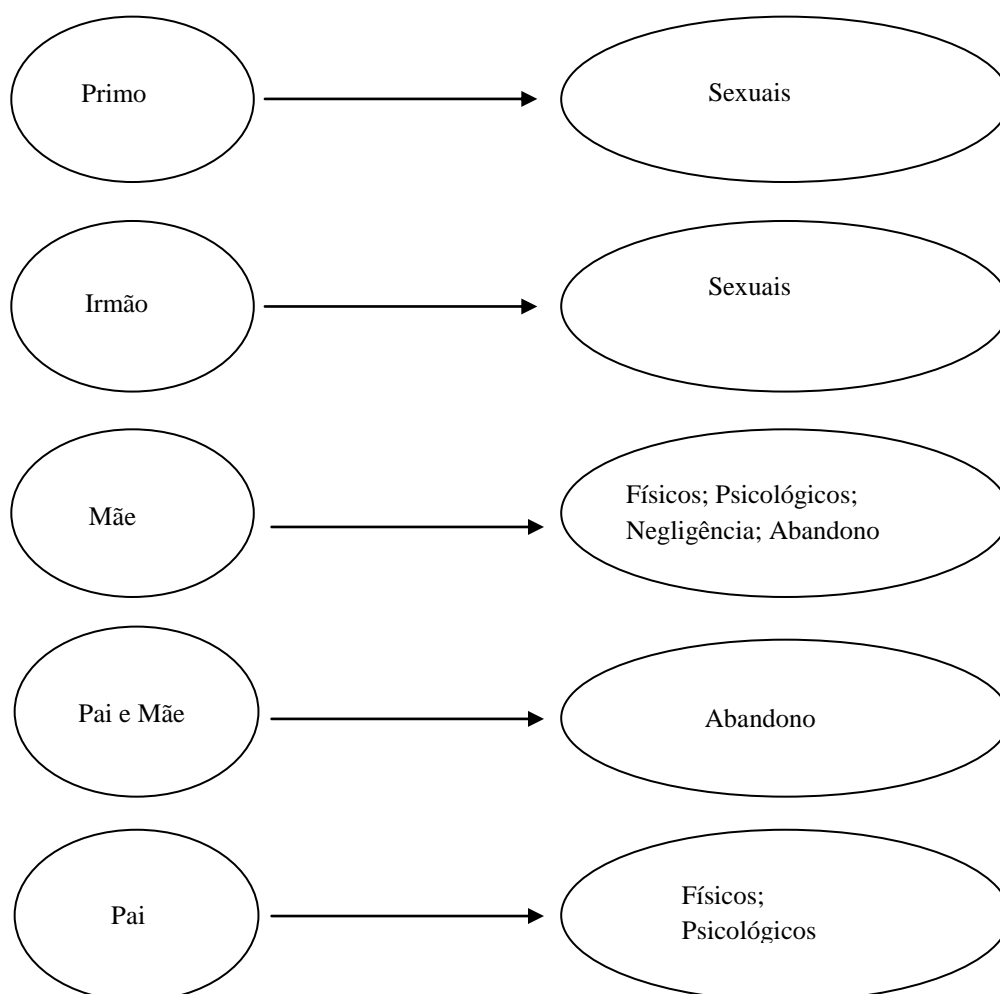 Primo
Sexuais
Irmão
Sexuais
Mãe
Físicos; Psicológicos;
Negligência; Abandono
Pai e Mãe
Abandono
Pai
Físicos;
Psicológicos